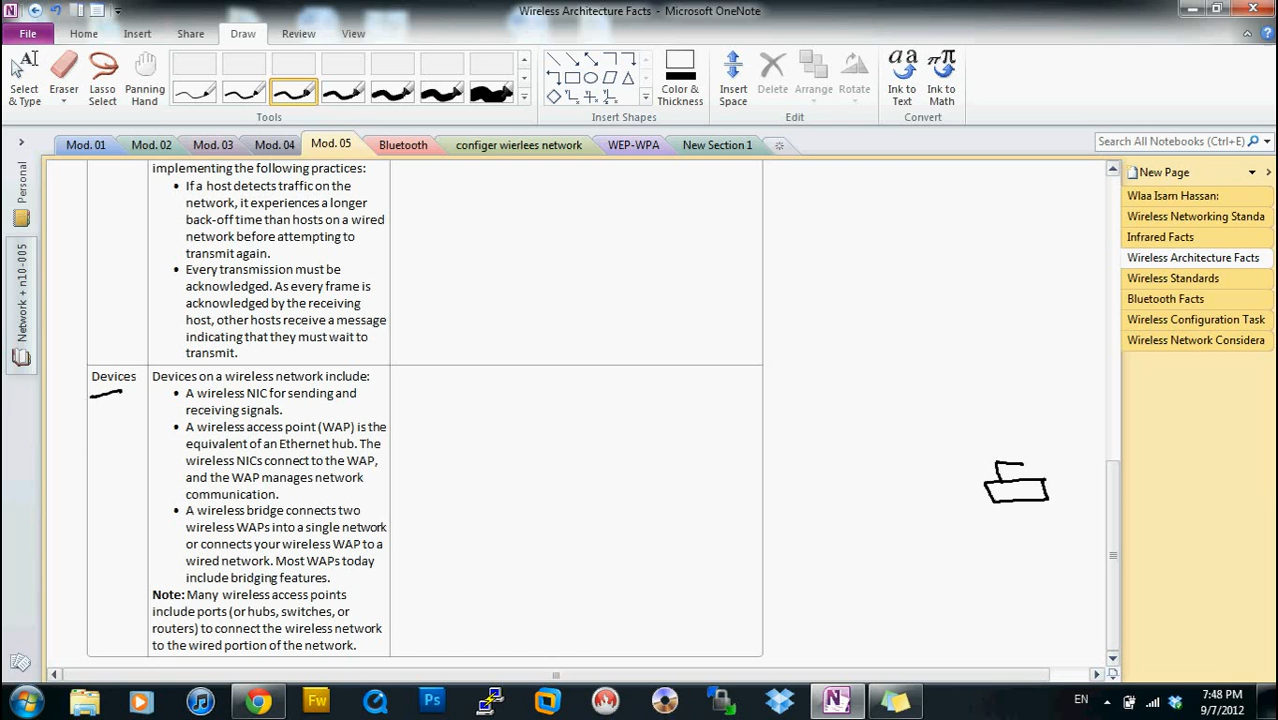 Wireless Architecture Facts - Microsoft OneNote
File Home Insert Share Draw Review View
Select & Type
Eraser
Lasso Select
Panning Hand
Color & Thickness
Insert Space
Delete
Arrange
Rotate
Ink to Text
Ink to Math
Tools
Insert Shapes
Edit
Convert
Mod. 01 Mod. 02 Mod. 03 Mod. 04 Mod. 05 Bluetooth configer wierlees network WEP-WPA New Section 1
Search All Notebooks (Ctrl+E)
Personal
Network + n10-005
implementing the following practices:
• If a host detects traffic on the
network, it experiences a longer
back-off time than hosts on a wired
network before attempting to
transmit again.
• Every transmission must be
acknowledged. As every frame is
acknowledged by the receiving
host, other hosts receive a message
indicating that they must wait to
transmit.
Devices
Devices on a wireless network include:
• A wireless NIC for sending and
receiving signals.
• A wireless access point (WAP) is the
equivalent of an Ethernet hub. The
wireless NICs connect to the WAP,
and the WAP manages network
communication.
• A wireless bridge connects two
wireless WAPs into a single network
or connects your wireless WAP to a
wired network. Most WAPs today
include bridging features.
Note: Many wireless access points
include ports (or hubs, switches, or
routers) to connect the wireless network
to the wired portion of the network.
New Page
Wlaa Isam Hassan:
Wireless Networking Standa
Infrared Facts
Wireless Architecture Facts
Wireless Standards
Bluetooth Facts
Wireless Configuration Task
Wireless Network Considera
Fw
Ps
EN
7:48 PM
9/7/2012